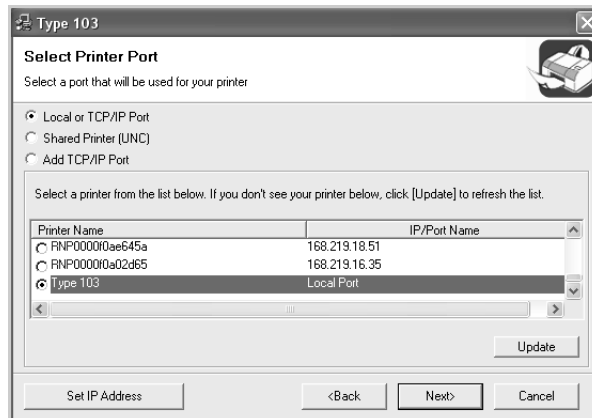 Type 103
Select Printer Port
Select a port that will be used for your printer
Local or TCP/IP Port
Shared Printer (UNC)
Add TCP/IP Port
Select a printer from the list below. If you don't see your printer below, click [Update] to refresh the list.
Printer Name IP/Port Name
RNP0000f0ae645a 168.219.18.51
RNP0000f0a02d65 168.219.16.35
Type 103 Local Port
Update
Set IP Address <Back Next> Cancel